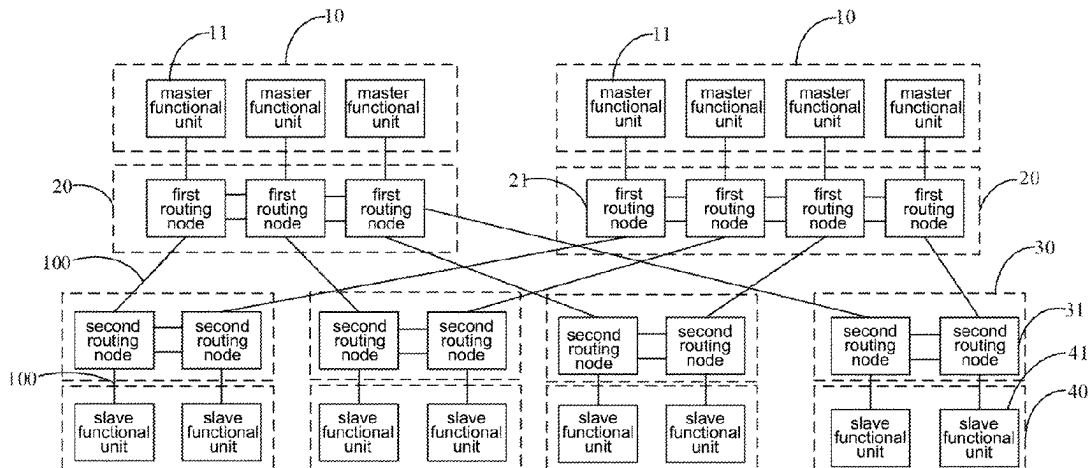 11 10 11 10
master functional unit master functional unit master functional unit master functional unit master functional unit master functional unit master functional unit
20 first routing node first routing node first routing node 21 first routing node first routing node first routing node first routing node 20
100 30
second routing node second routing node second routing node second routing node second routing node second routing node second routing node second routing node 31
100 41
slave functional unit slave functional unit slave functional unit slave functional unit slave functional unit slave functional unit slave functional unit slave functional unit 40